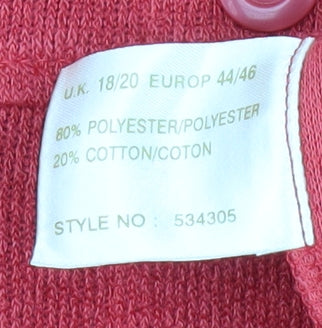 U.K. 18/20 EUROP 44/46
80% POLYESTER/POLYESTER
20% COTTON/COTON
STYLE NO : 534305